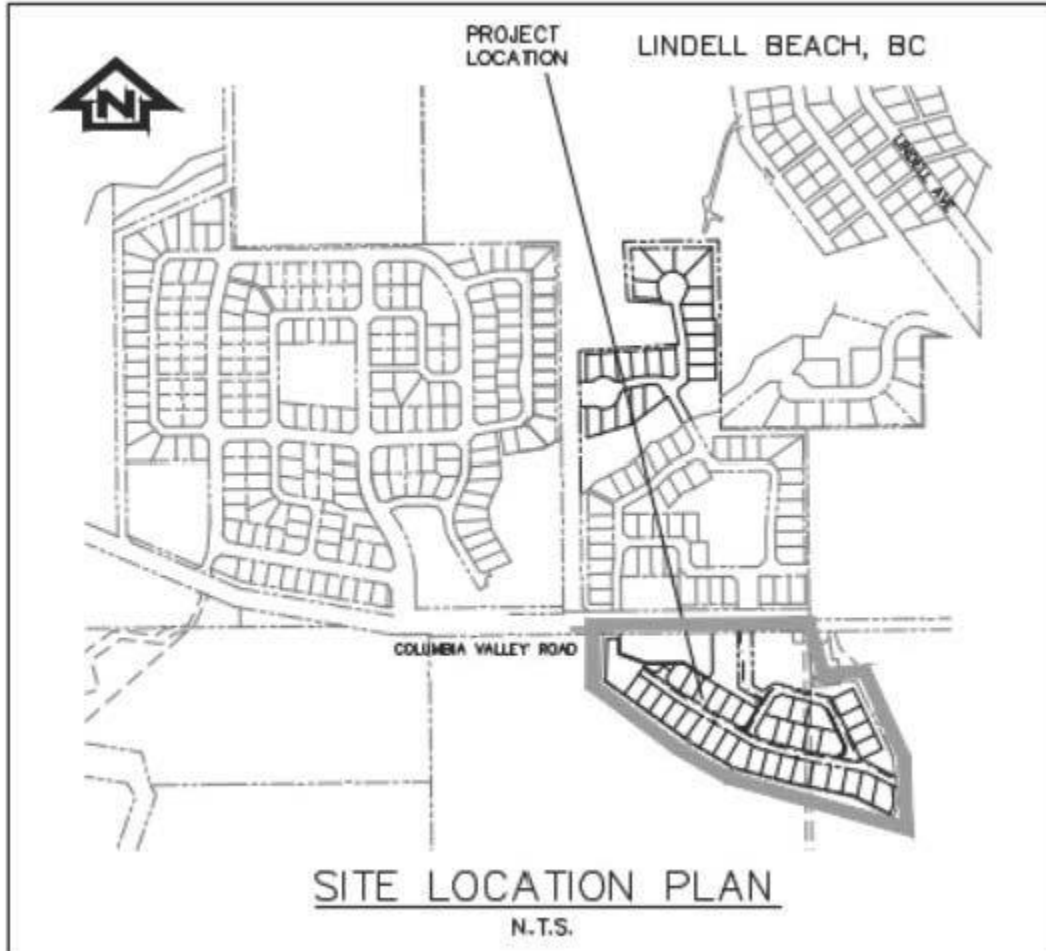 PROJECT
LOCATION
LINDELL BEACH, BC
N
LINDELL AVE
COLUMBIA VALLEY ROAD
SITE LOCATION PLAN
N.T.S.